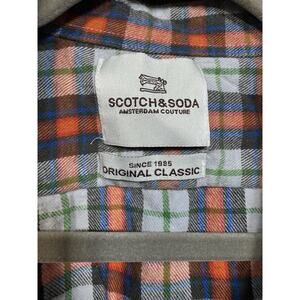 SCOTCH&SODA
AMSTERDAM COUTURE
SINCE 1985
ORIGINAL CLASSIC